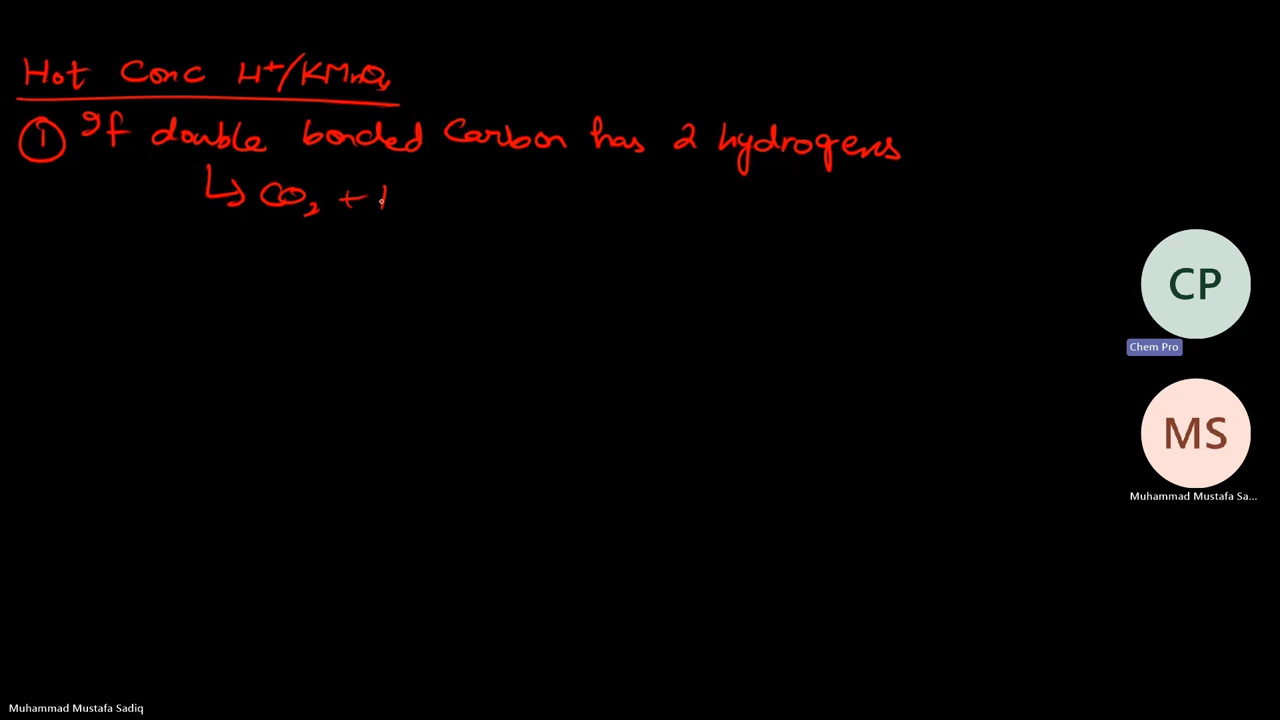 Hot Conc H⁺/KMnO₄
① If double bonded Carbon has 2 hydrogens
↳ CO₂ +
CP
Chem Pro
MS
Muhammad Mustafa Sa...
Muhammad Mustafa Sadiq